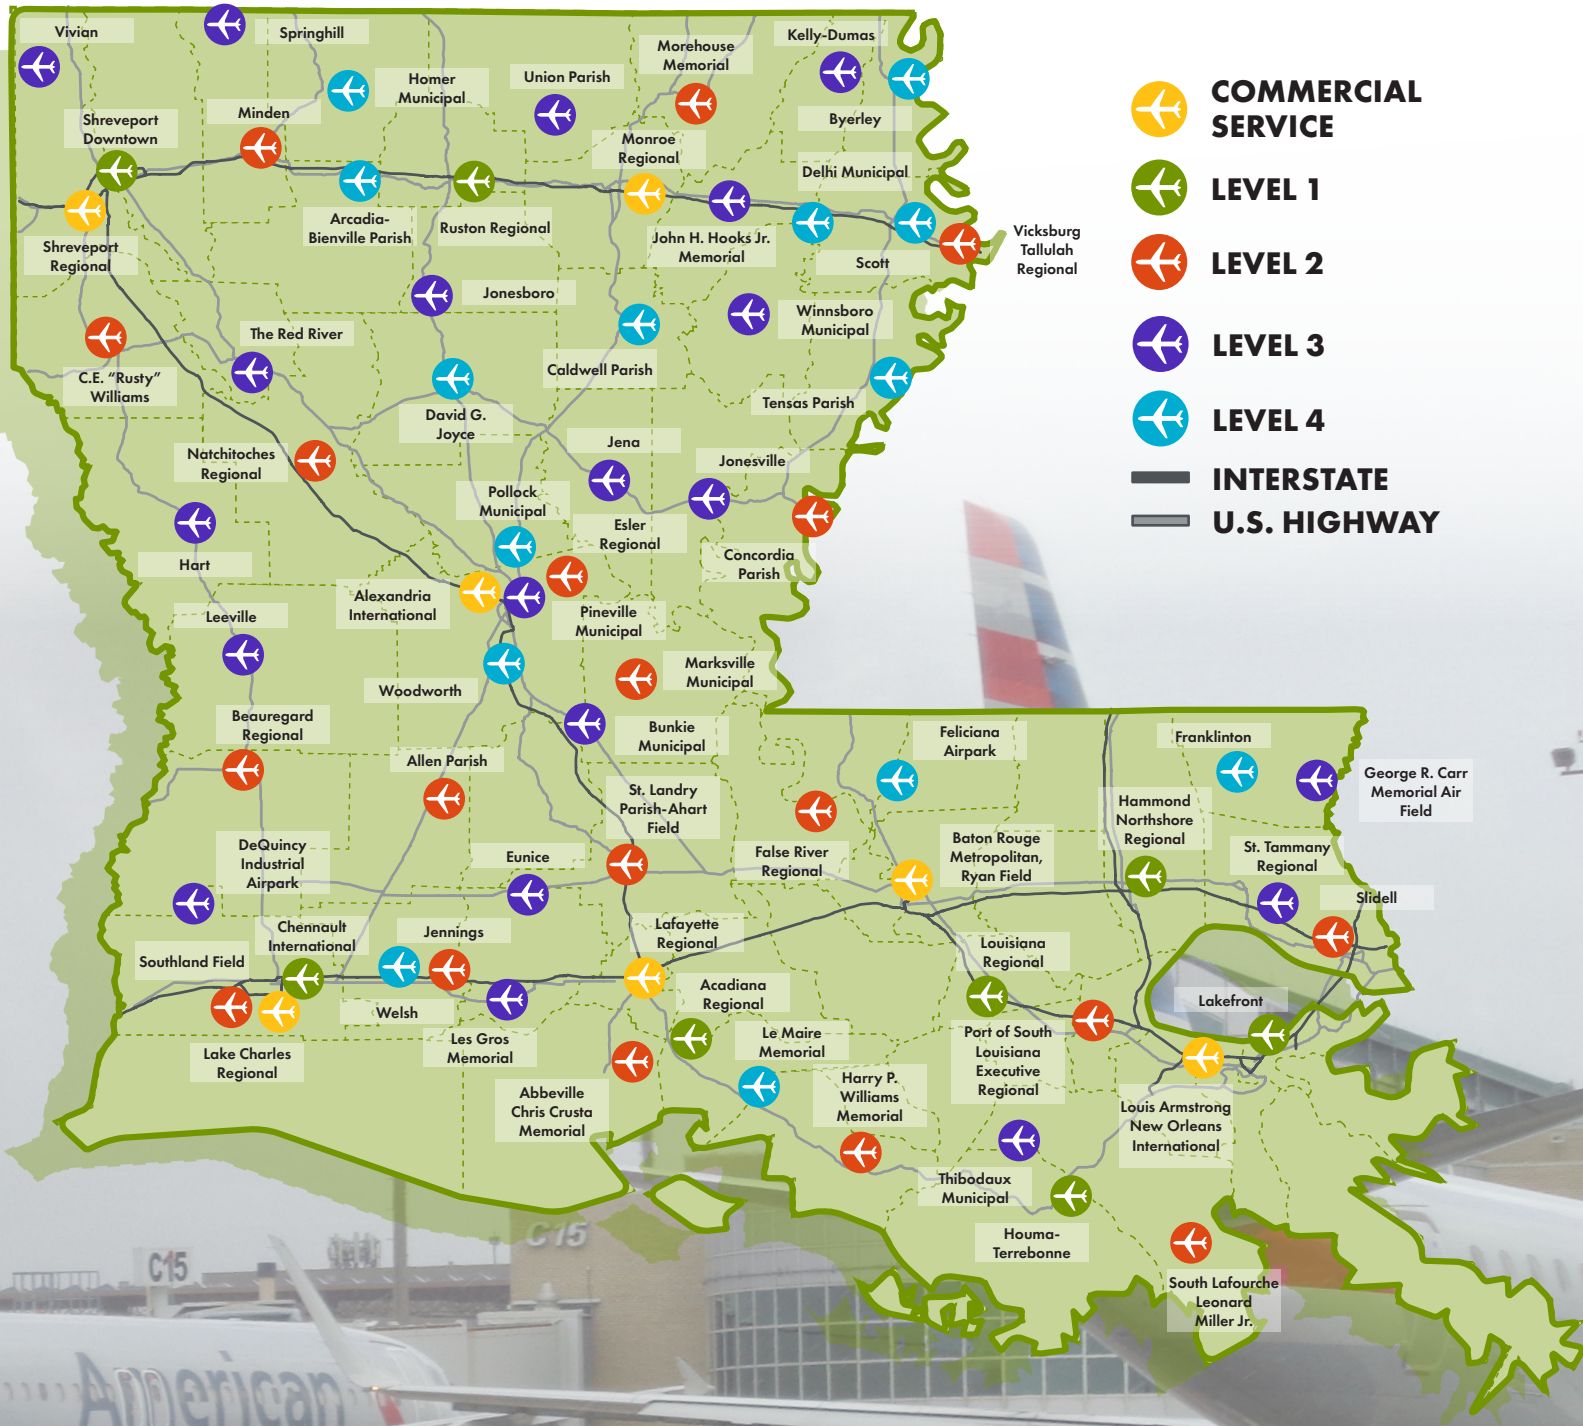 Vivian
Springhill
Kelly-Dumas
Morehouse
Memorial
Homer
Municipal
Union Parish
Minden
Shreveport
Downtown
Byerley
Monroe
Regional
Delhi Municipal
Arcadia-
Bienville Parish
Ruston Regional
John H. Hooks Jr.
Memorial
Scott
Vicksburg
Tallulah
Regional
Shreveport
Regional
Jonesboro
Winnsboro
Municipal
The Red River
C.E. “Rusty”
Williams
Caldwell Parish
Tensas Parish
David G.
Joyce
Natchitoches
Regional
Jena
Jonesville
Pollock
Municipal
Esler
Regional
Concordia
Parish
Hart
Alexandria
International
Pineville
Municipal
Leeville
Marksville
Municipal
Woodworth
Beauregard
Regional
Bunkie
Municipal
Feliciana
Airpark
Franklinton
Allen Parish
George R. Carr
Memorial Air
Field
St. Landry
Parish-Ahart
Field
Hammond
Northshore
Regional
DeQuincy
Industrial
Airpark
Eunice
False River
Regional
Baton Rouge
Metropolitan,
Ryan Field
St. Tammany
Regional
Slidell
Chennault
International
Jennings
Lafayette
Regional
Louisiana
Regional
Southland Field
Acadiana
Regional
Lakefront
Welsh
Lake Charles
Regional
Les Gros
Memorial
Le Maire
Memorial
Port of South
Louisiana
Executive
Regional
Abbeville
Chris Crusta
Memorial
Harry P.
Williams
Memorial
Louis Armstrong
New Orleans
International
Thibodaux
Municipal
Houma-
Terrebonne
South Lafourche
Leonard
Miller Jr.
COMMERCIAL
SERVICE
LEVEL 1
LEVEL 2
LEVEL 3
LEVEL 4
INTERSTATE
U.S. HIGHWAY
C15
C15
American